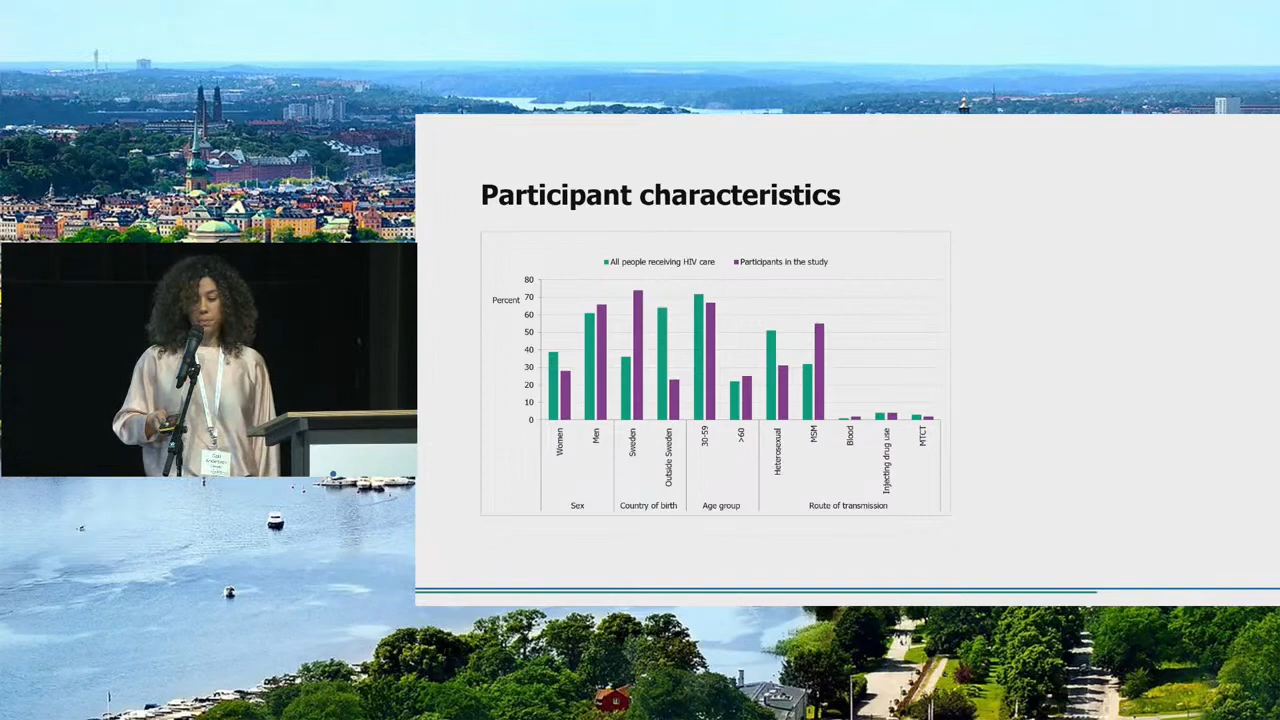 Participant characteristics
All people receiving HIV care
Participants in the study
Percent
80
70
60
50
40
30
20
10
0
Women
Men
Sweden
Outside Sweden
30-59
>60
Heterosexual
MSM
Blood
Injecting drug use
MTCT
Sex
Country of birth
Age group
Route of transmission